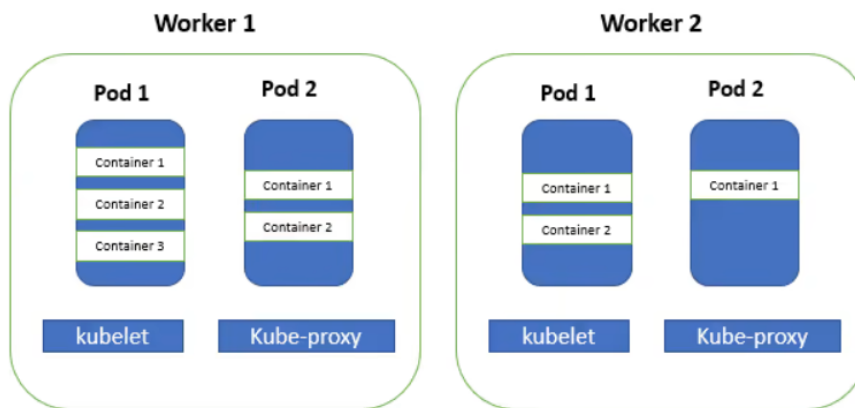 Worker 1
Worker 2
Pod 1
Pod 2
Pod 1
Pod 2
Container 1
Container 2
Container 3
Container 1
Container 2
Container 1
Container 2
Container 1
kubelet
Kube-proxy
kubelet
Kube-proxy